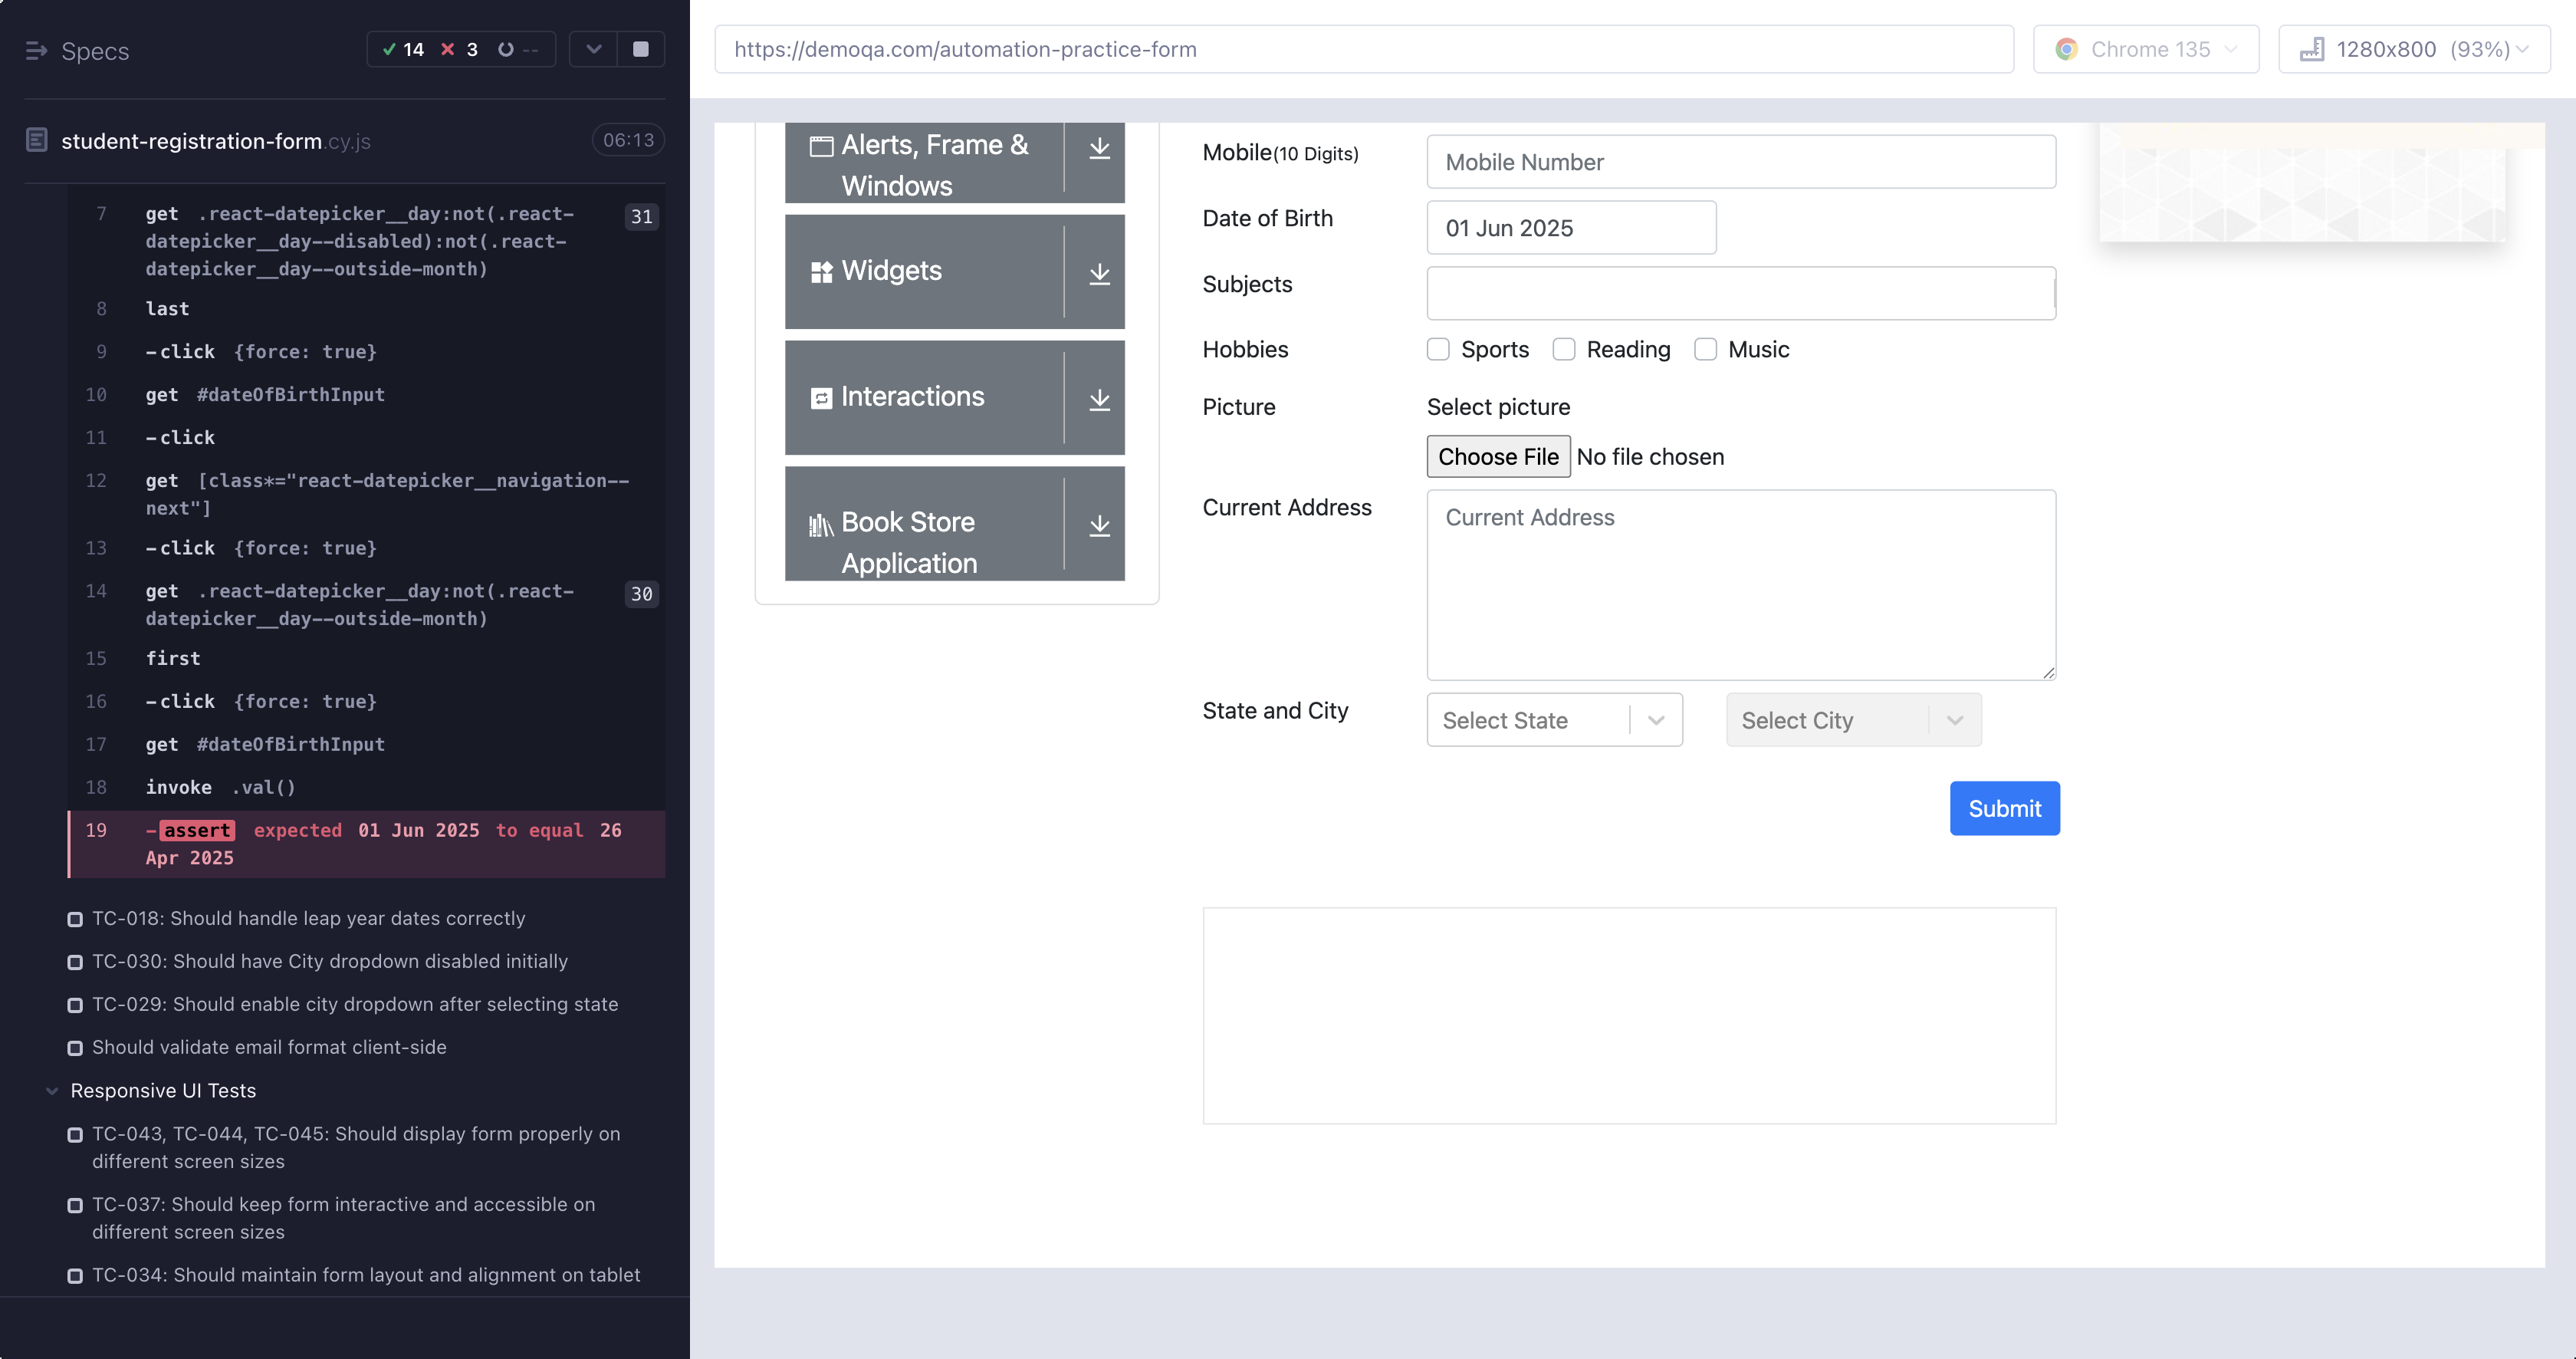 Specs
14 3 --
student-registration-form.cy.js 06:13
7 get .react-datepicker__day:not(.react- 31
datepicker__day--disabled):not(.react-
datepicker__day--outside-month)
8 last
9 -click {force: true}
10 get #dateOfBirthInput
11 -click
12 get [class*="react-datepicker__navigation--
next"]
13 -click {force: true}
14 get .react-datepicker__day:not(.react- 30
datepicker__day--outside-month)
15 first
16 -click {force: true}
17 get #dateOfBirthInput
18 invoke .val()
19 -assert expected 01 Jun 2025 to equal 26
Apr 2025
TC-018: Should handle leap year dates correctly
TC-030: Should have City dropdown disabled initially
TC-029: Should enable city dropdown after selecting state
Should validate email format client-side
Responsive UI Tests
TC-043, TC-044, TC-045: Should display form properly on
different screen sizes
TC-037: Should keep form interactive and accessible on
different screen sizes
TC-034: Should maintain form layout and alignment on tablet
https://demoqa.com/automation-practice-form
Chrome 135
1280x800 (93%)
Alerts, Frame &
Windows
Widgets
Interactions
Book Store
Application
Mobile(10 Digits) Mobile Number
Date of Birth 01 Jun 2025
Subjects
Hobbies Sports Reading Music
Picture Select picture
Choose File No file chosen
Current Address Current Address
State and City Select State Select City
Submit